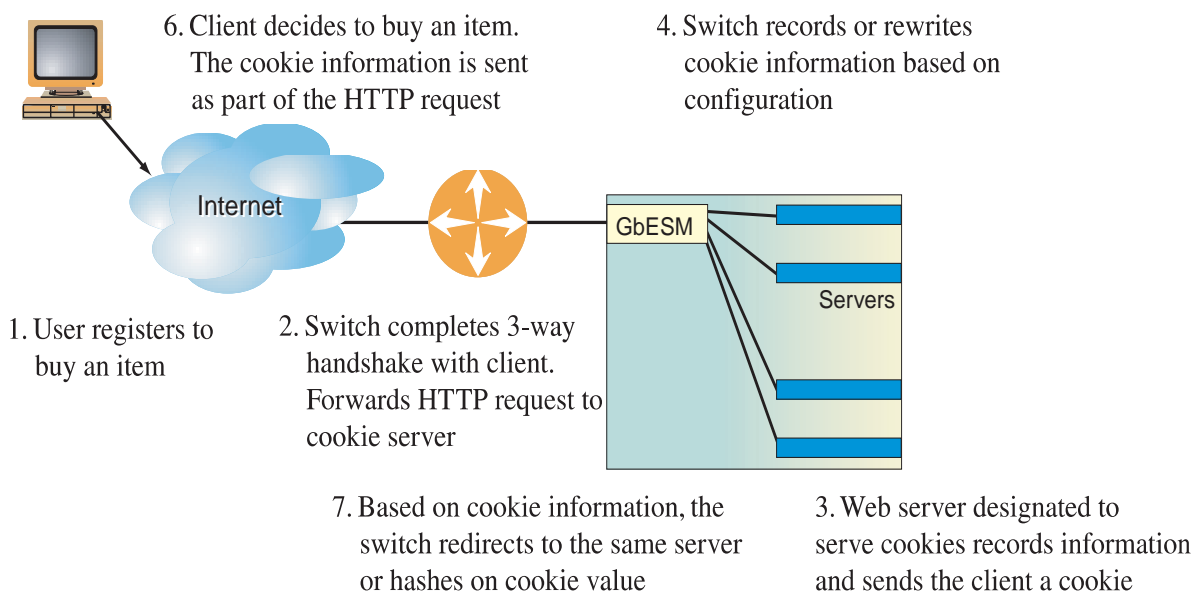 6. Client decides to buy an item.
The cookie information is sent
as part of the HTTP request
4. Switch records or rewrites
cookie information based on
configuration
Internet
GbESM
Servers
1. User registers to
buy an item
2. Switch completes 3-way
handshake with client.
Forwards HTTP request to
cookie server
7. Based on cookie information, the
switch redirects to the same server
or hashes on cookie value
3. Web server designated to
serve cookies records information
and sends the client a cookie